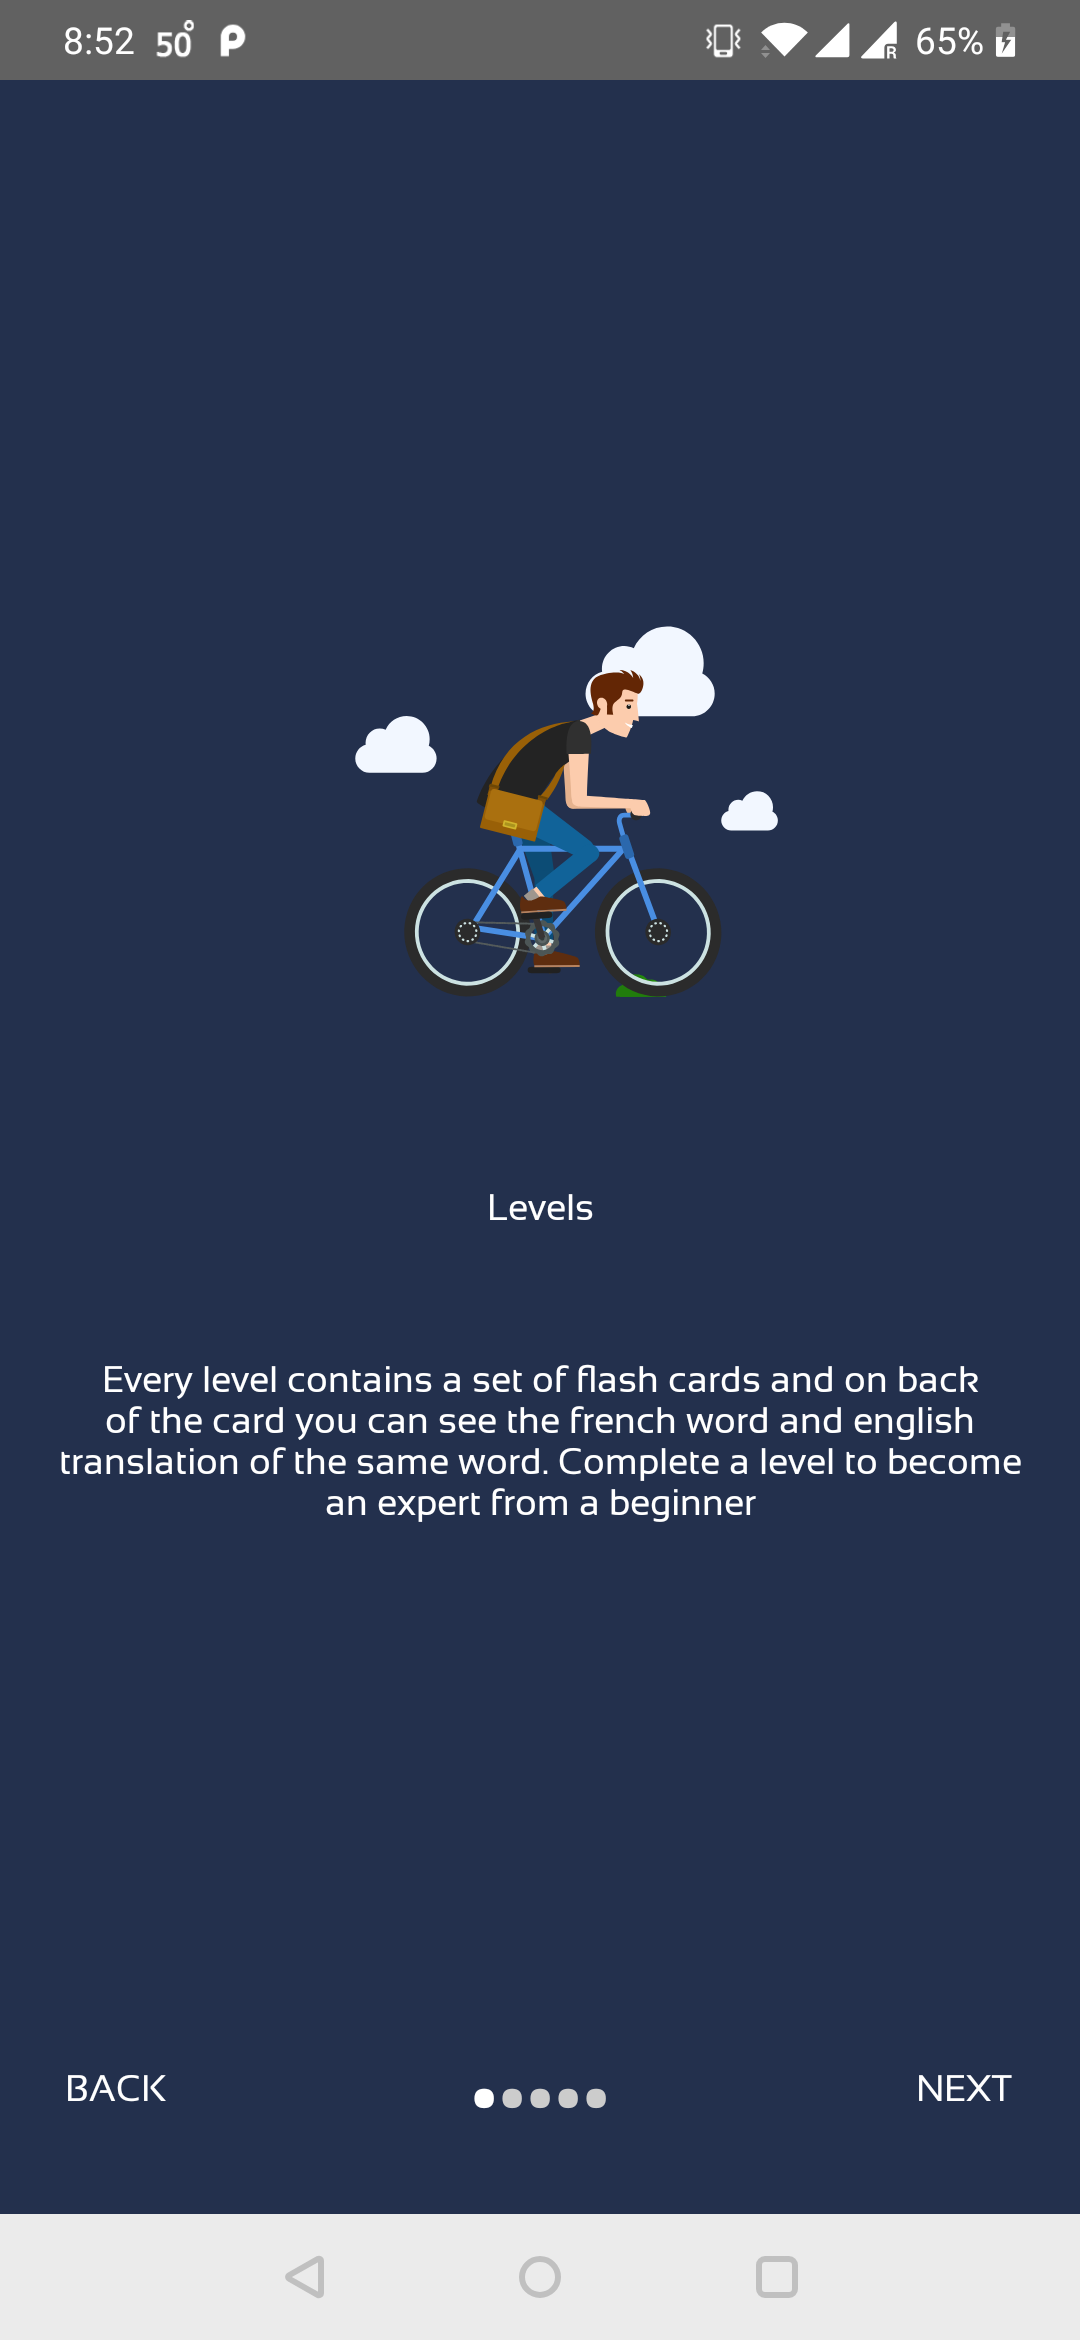 8:52 50° 65%
R
Levels
Every level contains a set of flash cards and on back
of the card you can see the french word and english
translation of the same word. Complete a level to become
an expert from a beginner
BACK NEXT